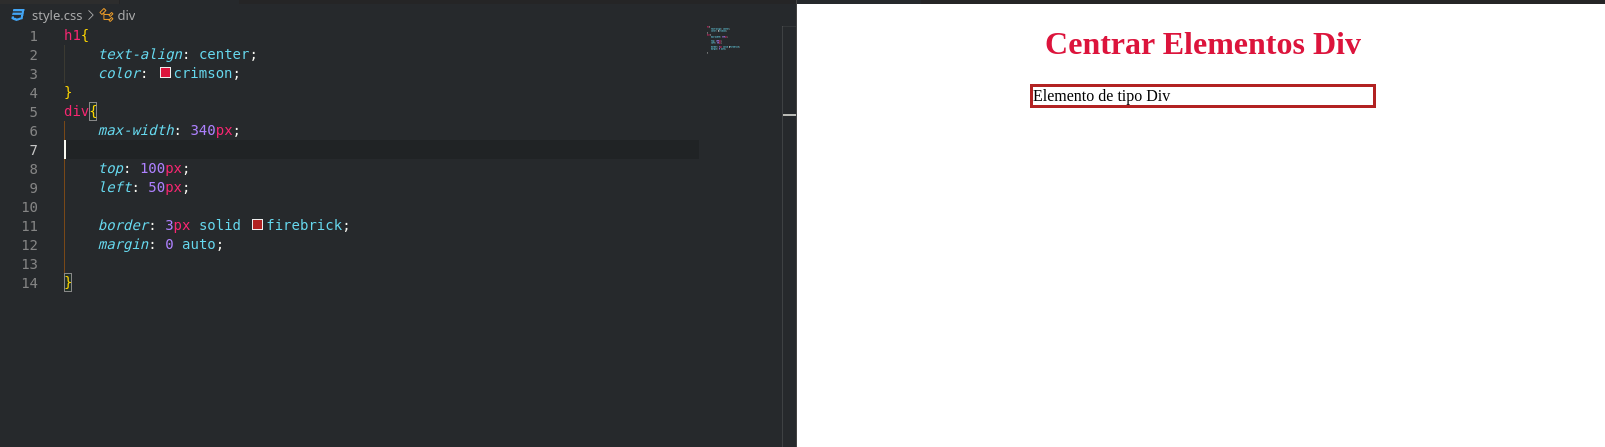 style.css > div
1 h1{
2 text-align: center;
3 color: crimson;
4 }
5 div{
6 max-width: 340px;
7
8 top: 100px;
9 left: 50px;
10
11 border: 3px solid firebrick;
12 margin: 0 auto;
13
14 }
Centrar Elementos Div
Elemento de tipo Div